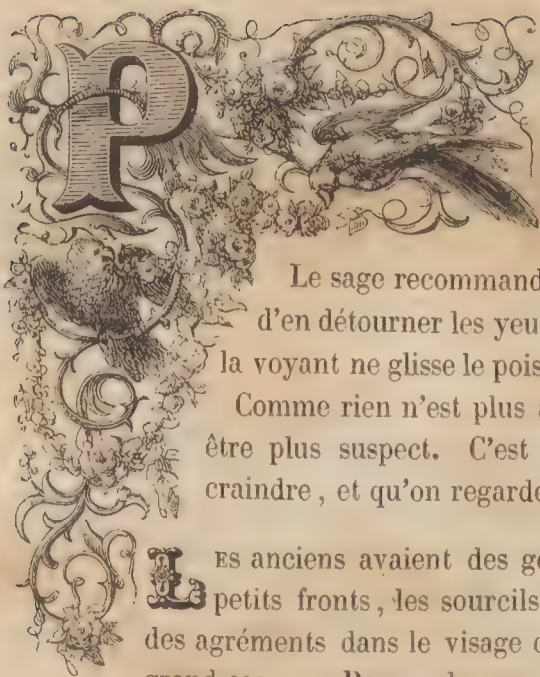 P
Le sage recommand
d'en détourner les yeu
la voyant ne glisse le pois
Comme rien n'est plus a
être plus suspect. C'est
craindre, et qu'on regarde
Les anciens avaient des g
petits fronts, les sourcils
des agréments dans le visage